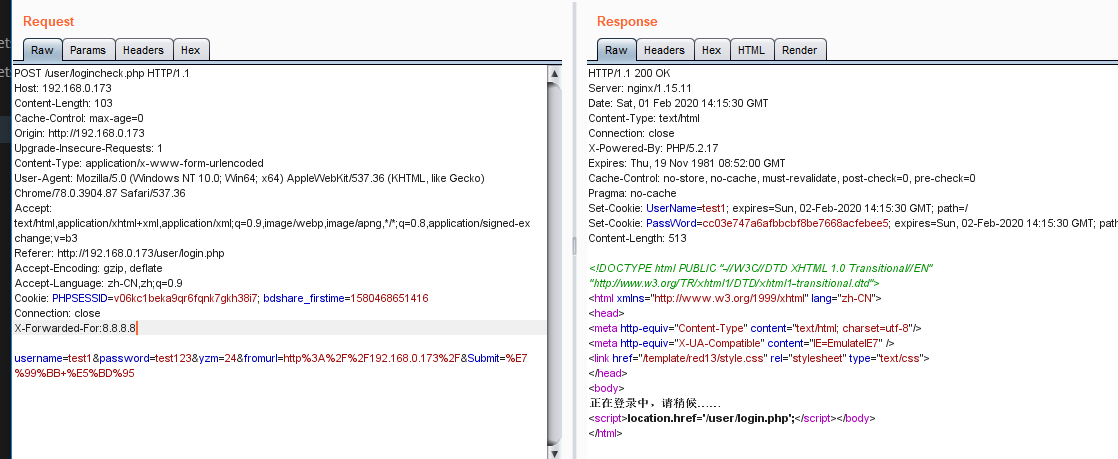 Request
Raw
Params
Headers
Hex
POST /user/logincheck.php HTTP/1.1
Host: 192.168.0.173
Content-Length: 103
Cache-Control: max-age=0
Origin: http://192.168.0.173
Upgrade-Insecure-Requests: 1
Content-Type: application/x-www-form-urlencoded
User-Agent: Mozilla/5.0 (Windows NT 10.0; Win64; x64) AppleWebKit/537.36 (KHTML, like Gecko)
Chrome/78.0.3904.87 Safari/537.36
Accept:
text/html,application/xhtml+xml,application/xml;q=0.9,image/webp,image/apng,*/*;q=0.8,application/signed-ex
change;v=b3
Referer: http://192.168.0.173/user/login.php
Accept-Encoding: gzip, deflate
Accept-Language: zh-CN,zh;q=0.9
Cookie: PHPSESSID=v06kc1beka9qr6fqnk7gkh38i7; bdshare_firstime=1580468651416
Connection: close
X-Forwarded-For:8.8.8.8
username=test1&password=test123&yzm=24&fromurl=http%3A%2F%2F192.168.0.173%2F&Submit=%E7
%99%BB+%E5%BD%95
Response
Raw
Headers
Hex
HTML
Render
HTTP/1.1 200 OK
Server: nginx/1.15.11
Date: Sat, 01 Feb 2020 14:15:30 GMT
Content-Type: text/html
Connection: close
X-Powered-By: PHP/5.2.17
Expires: Thu, 19 Nov 1981 08:52:00 GMT
Cache-Control: no-store, no-cache, must-revalidate, post-check=0, pre-check=0
Pragma: no-cache
Set-Cookie: UserName=test1; expires=Sun, 02-Feb-2020 14:15:30 GMT; path=/
Set-Cookie: PassWord=cc03e747a6afbbcbf8be7668acfebee5; expires=Sun, 02-Feb-2020 14:15:30 GMT; pat
Content-Length: 513
<!DOCTYPE html PUBLIC "-//W3C//DTD XHTML 1.0 Transitional//EN"
"http://www.w3.org/TR/xhtml1/DTD/xhtml1-transitional.dtd">
<html xmlns="http://www.w3.org/1999/xhtml" lang="zh-CN">
<head>
<meta http-equiv="Content-Type" content="text/html; charset=utf-8"/>
<meta http-equiv="X-UA-Compatible" content="IE=EmulateIE7" />
<link href="/template/red13/style.css" rel="stylesheet" type="text/css">
</head>
<body>
正在登录中，请稍候……
<script>location.href='/user/login.php';</script></body>
</html>